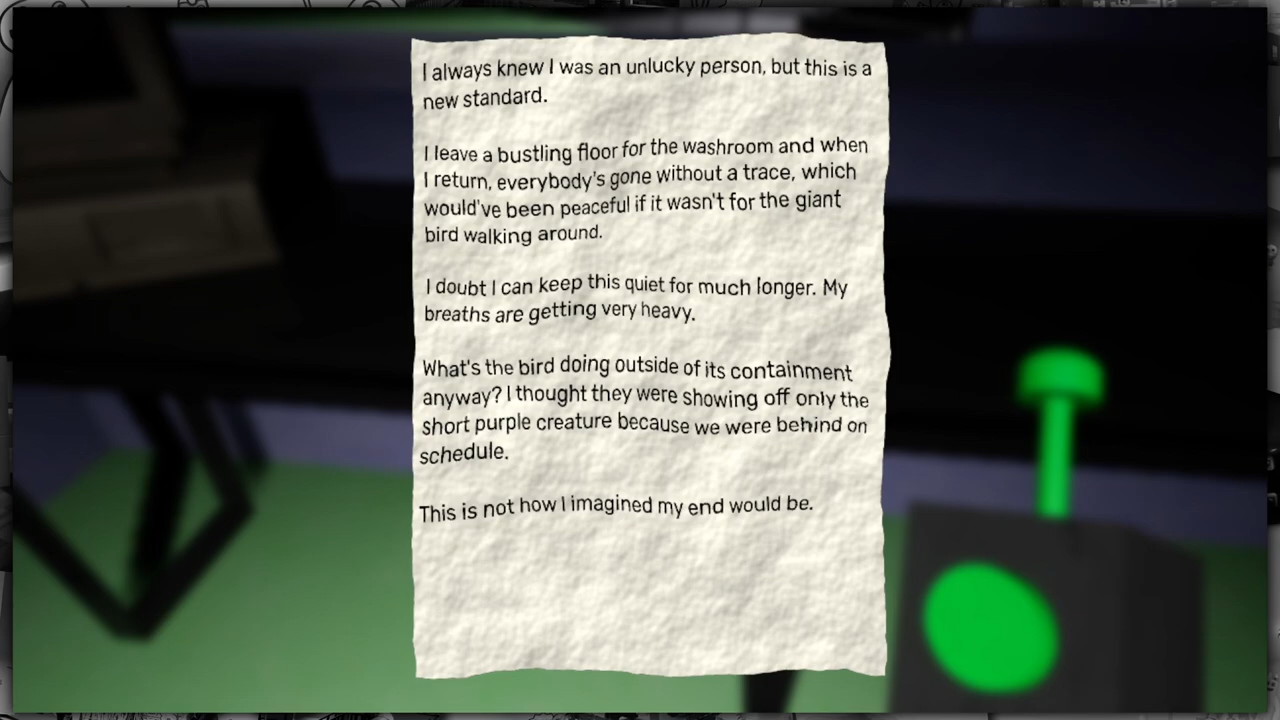 I always knew I was an unlucky person, but this is a
new standard.
I leave a bustling floor for the washroom and when
I return, everybody's gone without a trace, which
would've been peaceful if it wasn't for the giant
bird walking around.
I doubt I can keep this quiet for much longer. My
breaths are getting very heavy.
What's the bird doing outside of its containment
anyway? I thought they were showing off only the
short purple creature because we were behind on
schedule.
This is not how I imagined my end would be.